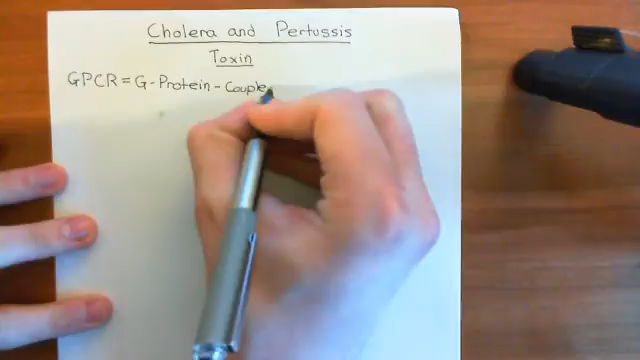 Cholera and Pertussis
Toxin
GPCR = G-Protein-Couple